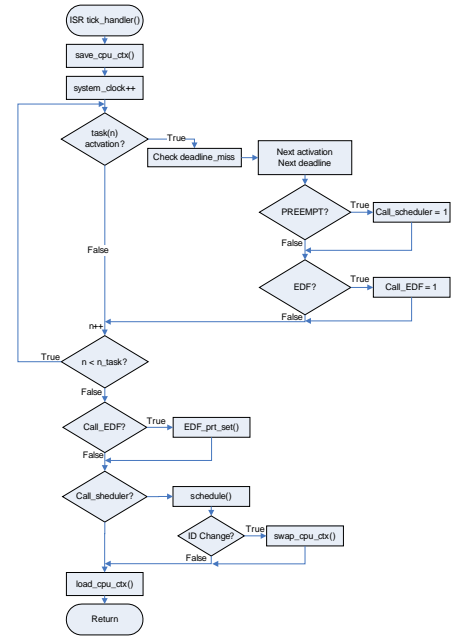 ISR tick_handler()
save_cpu_ctx()
system_clock++
task(n)
actvation?
True
Check deadline_miss
Next activation
Next deadline
PREEMPT?
True
Call_scheduler = 1
False
False
EDF?
True
Call_EDF = 1
False
n++
True
n < n_task?
False
Call_EDF?
True
EDF_prt_set()
False
Call_sheduler?
schedule()
ID Change?
True
swap_cpu_ctx()
False
load_cpu_ctx()
Return